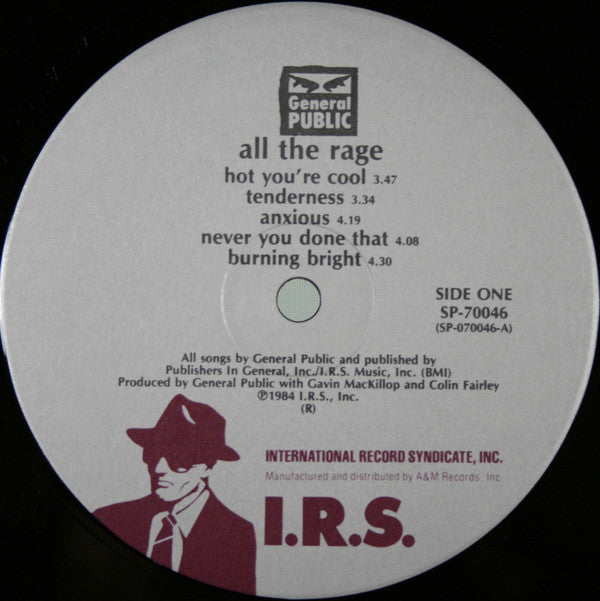 General
PUBLIC
all the rage
hot you're cool 3.47
tenderness 3.34
anxious 4.19
never you done that 4.08
burning bright 4.30
SIDE ONE
SP-70046
(SP-070046-A)
All songs by General Public and published by
Publishers In General, Inc./I.R.S. Music, Inc. (BMI)
Produced by General Public with Gavin MacKillop and Colin Fairley
℗1984 I.R.S., Inc.
(R)
INTERNATIONAL RECORD SYNDICATE, INC.
Manufactured and distributed by A&M Records, Inc
I.R.S.